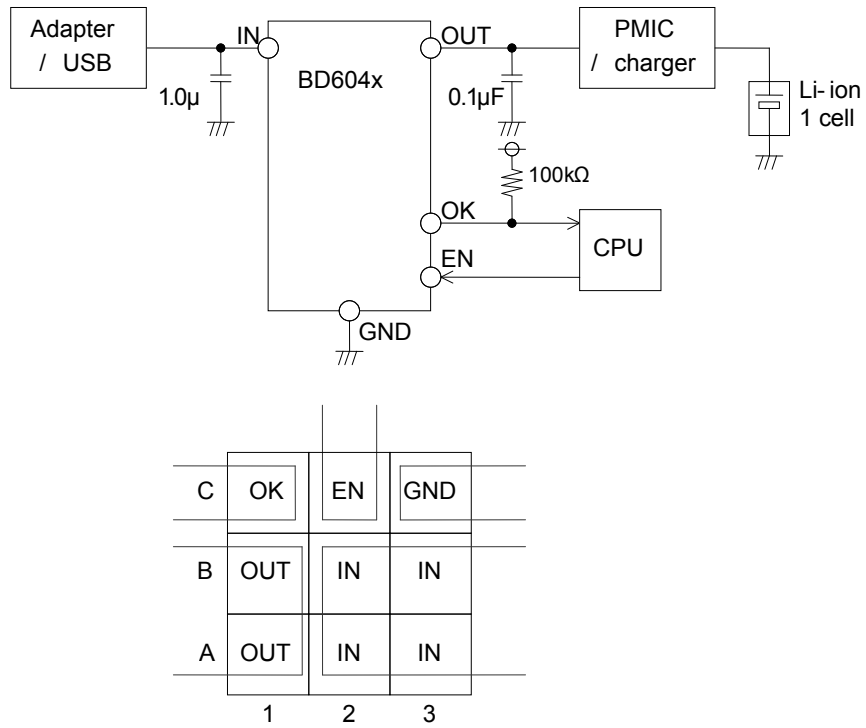 Adapter
/ USB
IN
OUT
PMIC
/ charger
BD604x
1.0μ
0.1μF
Li-ion
1 cell
100kΩ
OK
CPU
EN
GND
C OK EN GND
B OUT IN IN
A OUT IN IN
1 2 3